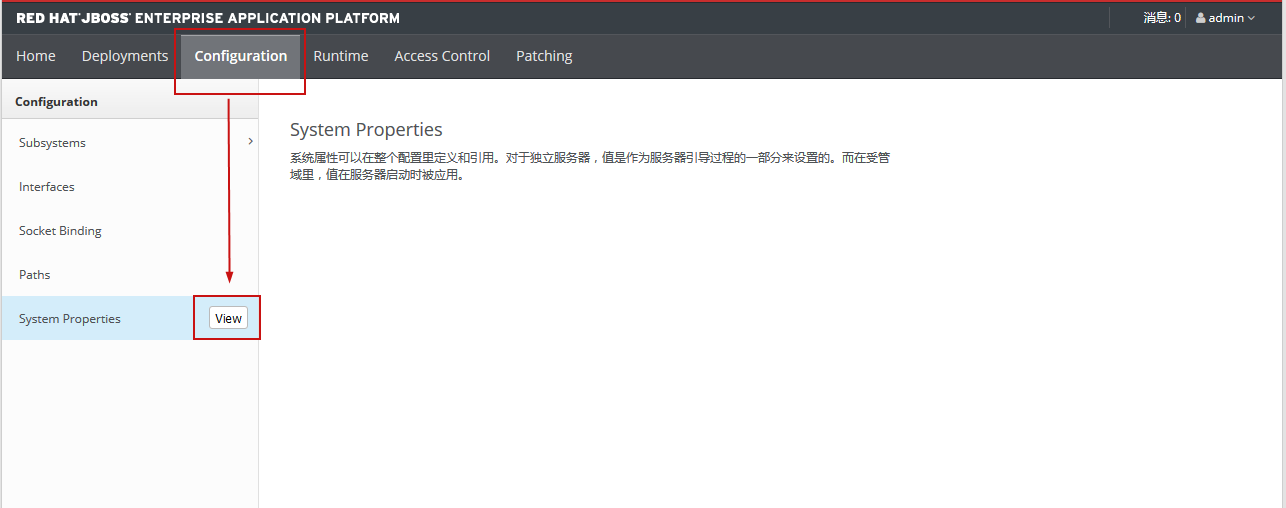 RED HAT JBOSS ENTERPRISE APPLICATION PLATFORM 消息: 0 admin
Home Deployments Configuration Runtime Access Control Patching
Configuration
Subsystems
Interfaces
Socket Binding
Paths
System Properties View
System Properties
系统属性可以在整个配置里定义和引用。对于独立服务器，值是作为服务器引导过程的一部分来设置的。而在受管
域里，值在服务器启动时被应用。